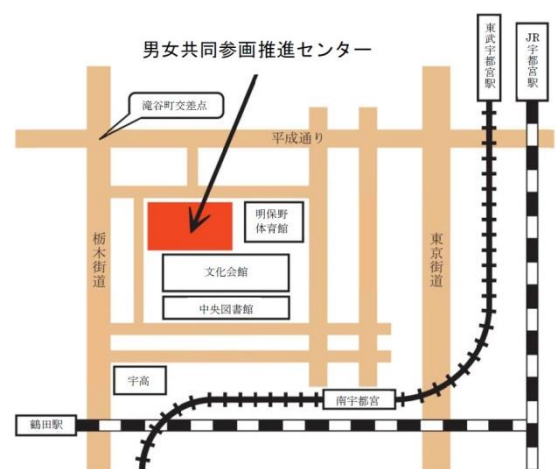 男女共同参画推進センター
東武宇都宮駅
JR宇都宮駅
滝谷町交差点
平成通り
明保野
体育館
栃木街道
東京街道
文化会館
中央図書館
宇高
南宇都宮
鶴田駅